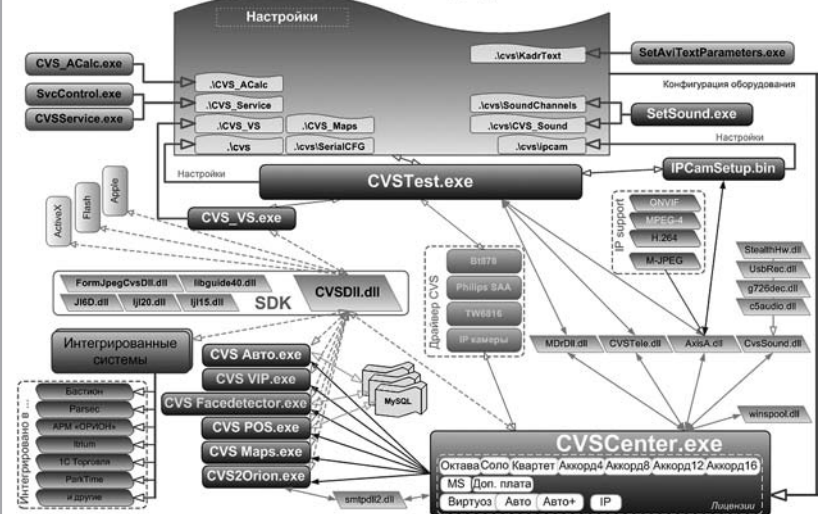 Настройки
CVS_ACalc.exe
SvcControl.exe
CVSService.exe
.\cvs\KadrText
SetAviTextParameters.exe
Конфигурация оборудования
.\CVS_ACalc
.\CVS_Service
.\CVS_VS
.\CVS_Maps
.\cvs
.\cvs\SerialCFG
.\cvs\SoundChannels
.\cvs\CVS_Sound
.\cvs\ipcam
SetSound.exe
Настройки
Настройки
CVSTest.exe
IPCamSetup.bin
ActiveX
Flash
Apple
CVS_VS.exe
IP support
ONVIF
MPEG-4
H.264
M-JPEG
StealthHw.dll
UsbRec.dll
g726dec.dll
c5audio.dll
FormJpegCvsDll.dll
libguide40.dll
JI6D.dll
Ijl20.dll
Ijl15.dll
SDK
CVSDll.dll
Драйвер CVS
Bt878
Philips SAA
TW6816
IP камеры
MDrDll.dll
CVSTele.dll
AxisA.dll
CvsSound.dll
Интегрированные
системы
CVS Авто.exe
CVS VIP.exe
CVS Facedetector.exe
CVS POS.exe
CVS Maps.exe
CVS2Orion.exe
MySQL
winspool.dll
Интегрировано в ...
Бастион
Parsec
АРМ «ОРИОН»
Itrium
1С Торговля
ParkTime
и другие
smtpdll2.dll
CVSCenter.exe
Октава Соло Квартет Аккорд4 Аккорд8 Аккорд12 Аккорд16
MS Доп. плата
Виртуоз Авто Авто+ IP
Лицензии